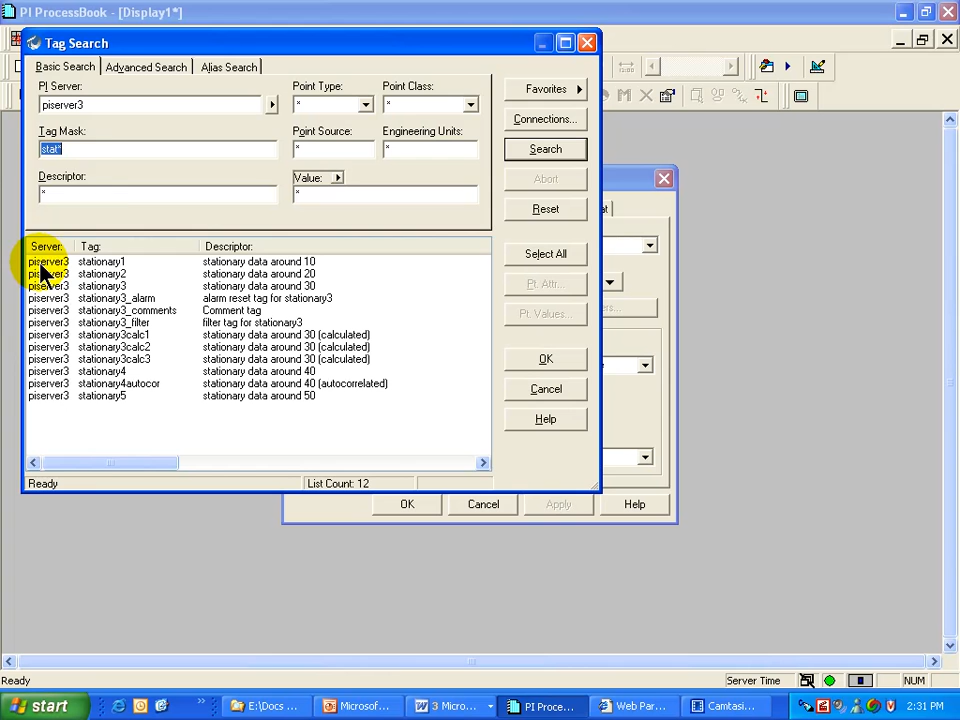 PI ProcessBook - [Display1*]
Tag Search
Basic Search
Advanced Search
Alias Search
PI Server:
piserver3
Point Type:
*
Point Class:
*
Tag Mask:
stat*
Point Source:
*
Engineering Units:
*
Descriptor:
*
Value:
*
Favorites
Connections...
Search
Abort
Reset
Select All
Pt. Attr...
Pt. Values...
OK
Cancel
Help
Server: Tag: Descriptor:
piserver3 stationary1 stationary data around 10
piserver3 stationary2 stationary data around 20
piserver3 stationary3 stationary data around 30
piserver3 stationary3_alarm alarm reset tag for stationary3
piserver3 stationary3_comments Comment tag
piserver3 stationary3_filter filter tag for stationary3
piserver3 stationary3calc1 stationary data around 30 (calculated)
piserver3 stationary3calc2 stationary data around 30 (calculated)
piserver3 stationary3calc3 stationary data around 30 (calculated)
piserver3 stationary4 stationary data around 40
piserver3 stationary4autocor stationary data around 40 (autocorrelated)
piserver3 stationary5 stationary data around 50
Ready
List Count: 12
OK Cancel Apply Help
Ready
Server Time
NUM
start
E:\Docs ...
Microsof...
3 Micro...
PI Proce...
Web Par...
Camtasi...
2:31 PM